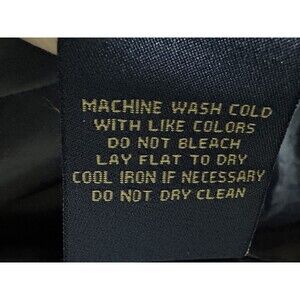 MACHINE WASH COLD
WITH LIKE COLORS
DO NOT BLEACH
LAY FLAT TO DRY
COOL IRON IF NECESSARY
DO NOT DRY CLEAN